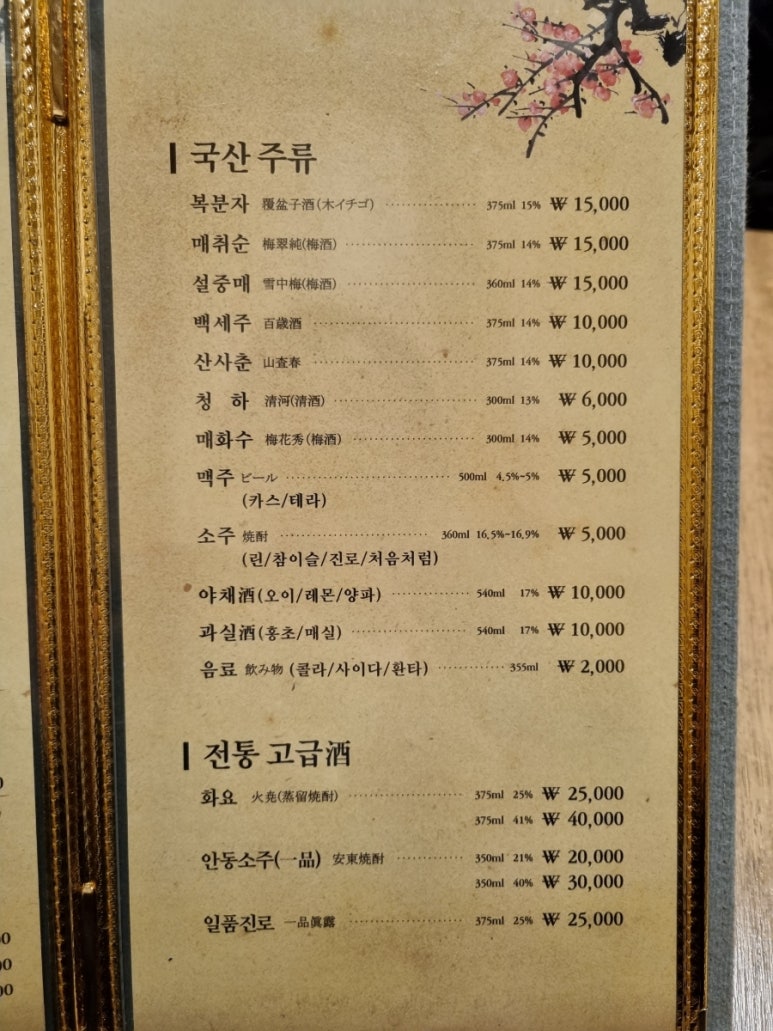 국산 주류
복분자 覆盆子酒(木イチゴ) 375ml 15% ₩ 15,000
매취순 梅翠純(梅酒) 375ml 14% ₩ 15,000
설중매 雪中梅(梅酒) 360ml 14% ₩ 15,000
백세주 百歳酒 375ml 14% ₩ 10,000
산사춘 山査春 375ml 14% ₩ 10,000
청 하 清河(清酒) 300ml 13% ₩ 6,000
매화수 梅花秀(梅酒) 300ml 14% ₩ 5,000
맥주 ビール 500ml 4.5%~5% ₩ 5,000
(카스/테라)
소주 焼酎 360ml 16.5%~16.9% ₩ 5,000
(린/참이슬/진로/처음처럼)
야채酒(오이/레몬/양파) 540ml 17% ₩ 10,000
과실酒(홍초/매실) 540ml 17% ₩ 10,000
음료 飲み物 (콜라/사이다/환타) 355ml ₩ 2,000
전통 고급酒
화요 火堯(蒸留焼酎) 375ml 25% ₩ 25,000
375ml 41% ₩ 40,000
안동소주(一品) 安東焼酎 350ml 21% ₩ 20,000
350ml 40% ₩ 30,000
일품진로 一品眞露 375ml 25% ₩ 25,000